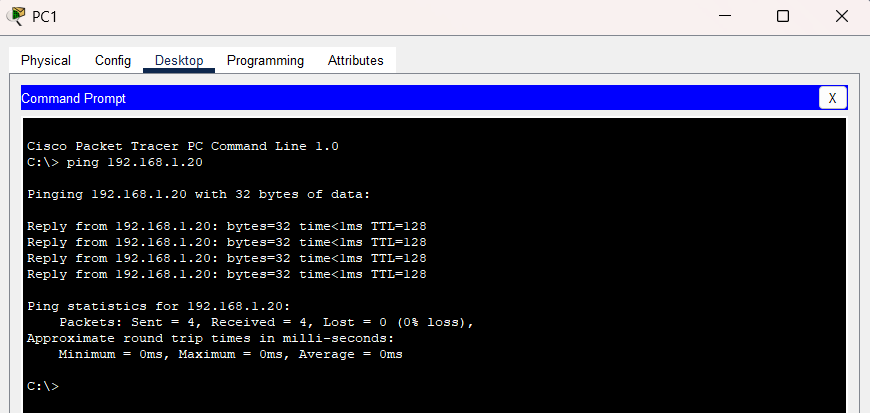 PC1
Physical Config Desktop Programming Attributes
Command Prompt X
Cisco Packet Tracer PC Command Line 1.0
C:\> ping 192.168.1.20
Pinging 192.168.1.20 with 32 bytes of data:
Reply from 192.168.1.20: bytes=32 time<1ms TTL=128
Reply from 192.168.1.20: bytes=32 time<1ms TTL=128
Reply from 192.168.1.20: bytes=32 time<1ms TTL=128
Reply from 192.168.1.20: bytes=32 time<1ms TTL=128
Ping statistics for 192.168.1.20:
    Packets: Sent = 4, Received = 4, Lost = 0 (0% loss),
Approximate round trip times in milli-seconds:
    Minimum = 0ms, Maximum = 0ms, Average = 0ms
C:\>